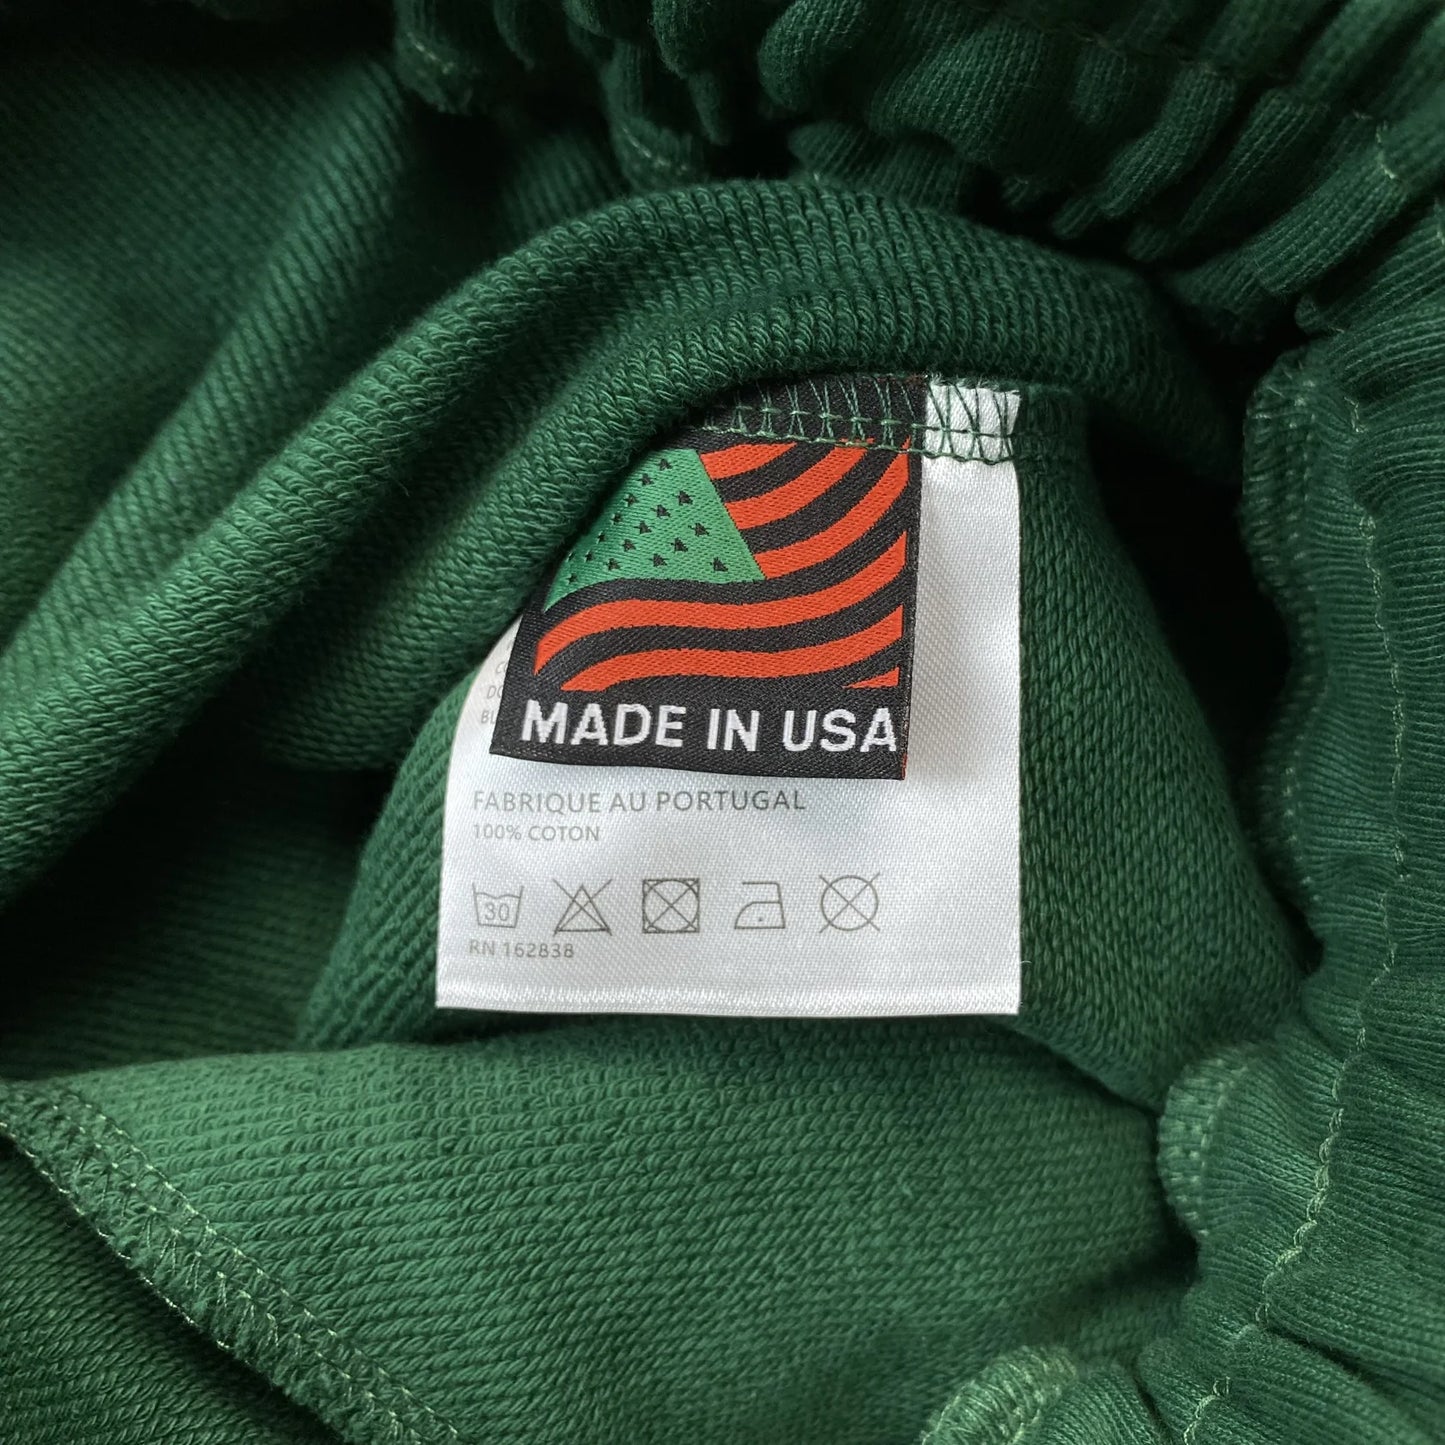 MADE IN USA
FABRIQUE AU PORTUGAL
100% COTON
30
RN 162838